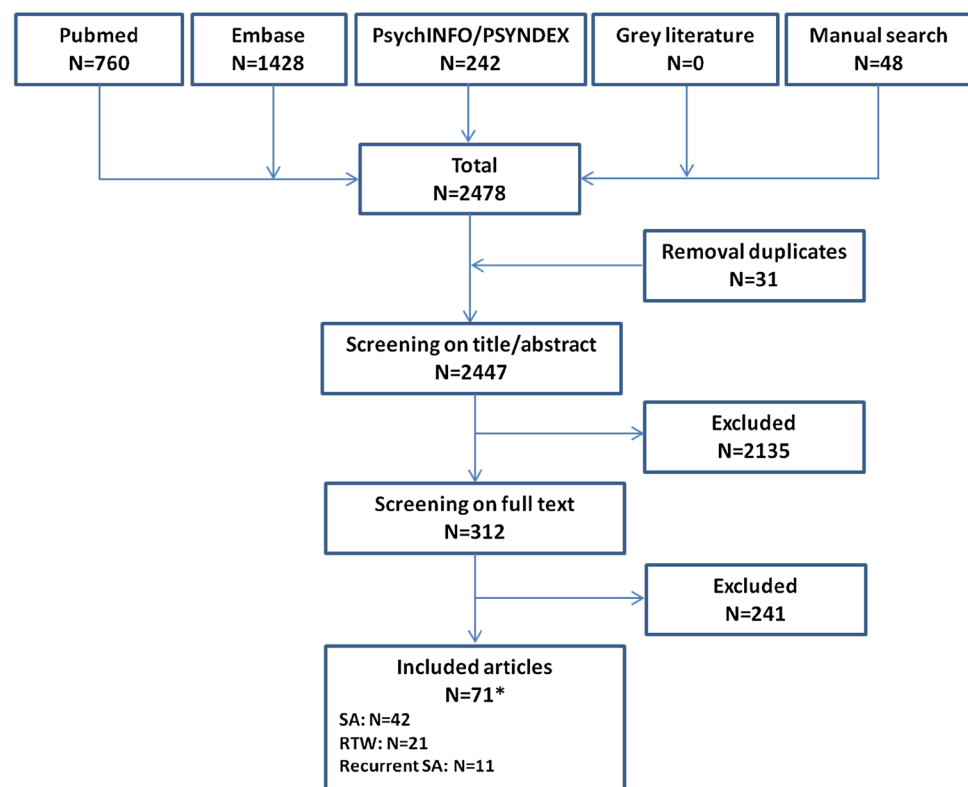 Pubmed
N=760
Embase
N=1428
PsychINFO/PSYNDEX
N=242
Grey literature
N=0
Manual search
N=48
Total
N=2478
Removal duplicates
N=31
Screening on title/abstract
N=2447
Excluded
N=2135
Screening on full text
N=312
Excluded
N=241
Included articles
N=71*
SA: N=42
RTW: N=21
Recurrent SA: N=11